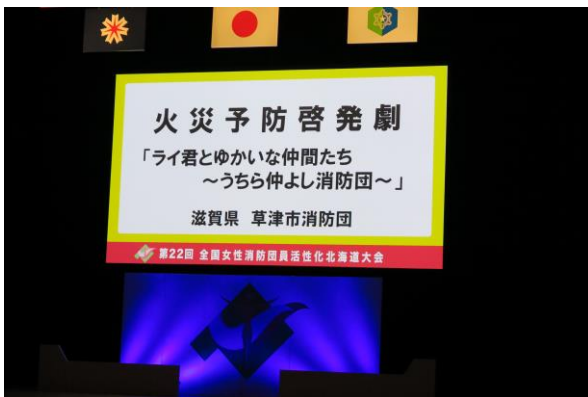 火災予防啓発劇
「ライ君とゆかいな仲間たち
～うちら仲よし消防団～」
滋賀県 草津市消防団
第22回 全国女性消防団員活性化北海道大会